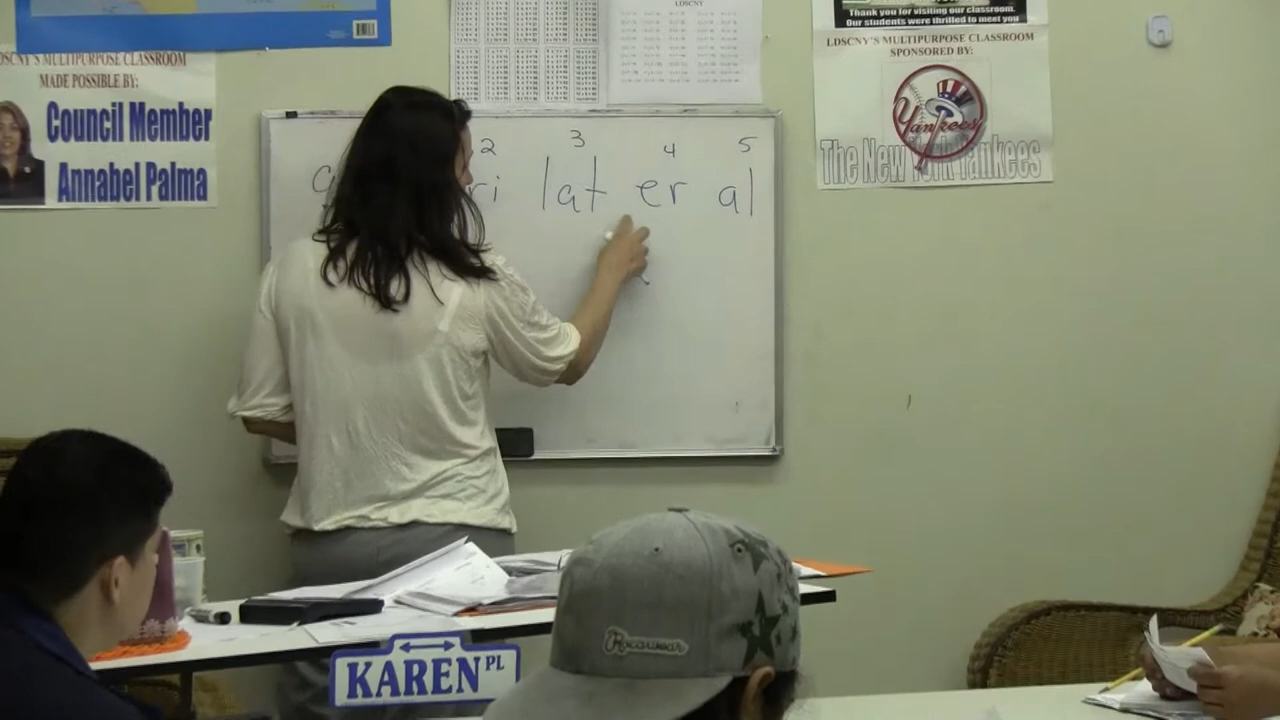 LDSCNY'S MULTIPURPOSE CLASSROOM
MADE POSSIBLE BY:
Council Member
Annabel Palma
LDSCNY
Thank you for visiting our classroom.
Our students were thrilled to meet you
LDSCNY'S MULTIPURPOSE CLASSROOM
SPONSORED BY:
Yankees
The New York Yankees
2 3 4 5
ri lat er al
Rocawear
KAREN PL